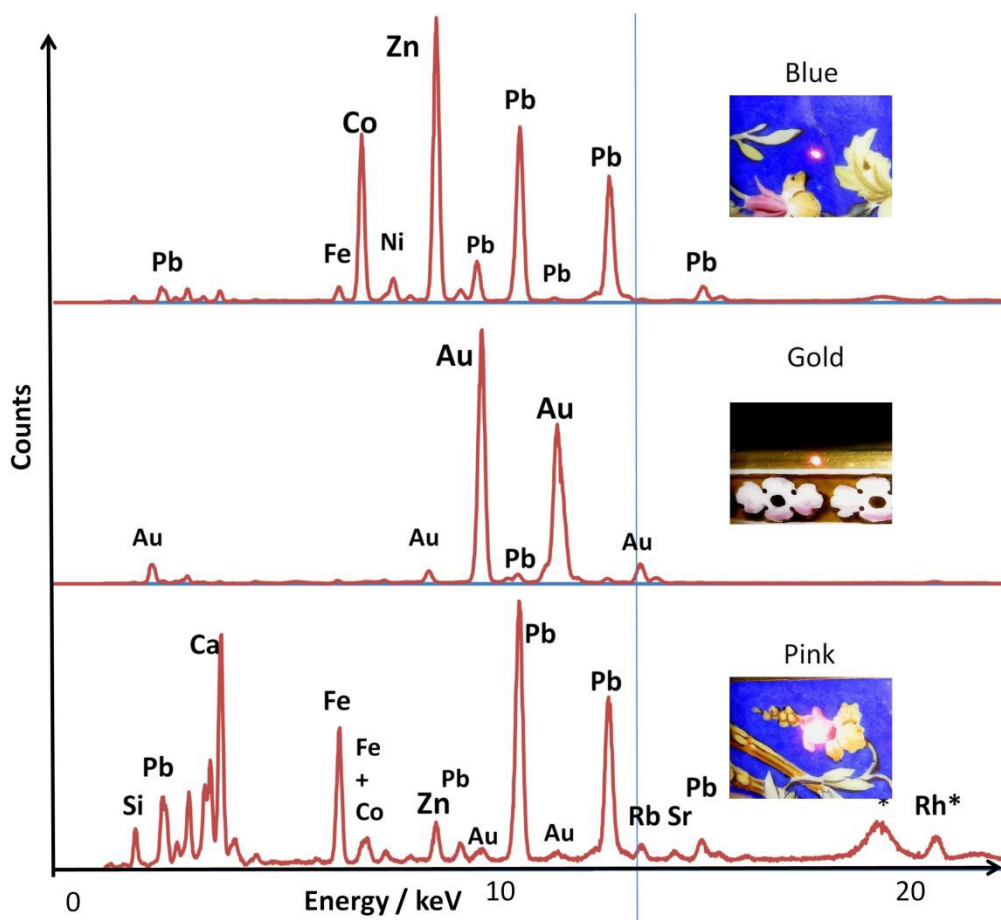 Counts
Blue
Zn
Co
Pb
Pb
Pb
Fe
Ni
Pb
Pb
Pb
Gold
Au
Au
Au
Au
Pb
Au
Pink
Ca
Pb
Pb
Fe
Fe
+
Co
Pb
Si
Pb
Zn
Au
Au
Rb Sr
Pb
*
Rh*
0
Energy / keV
10
20